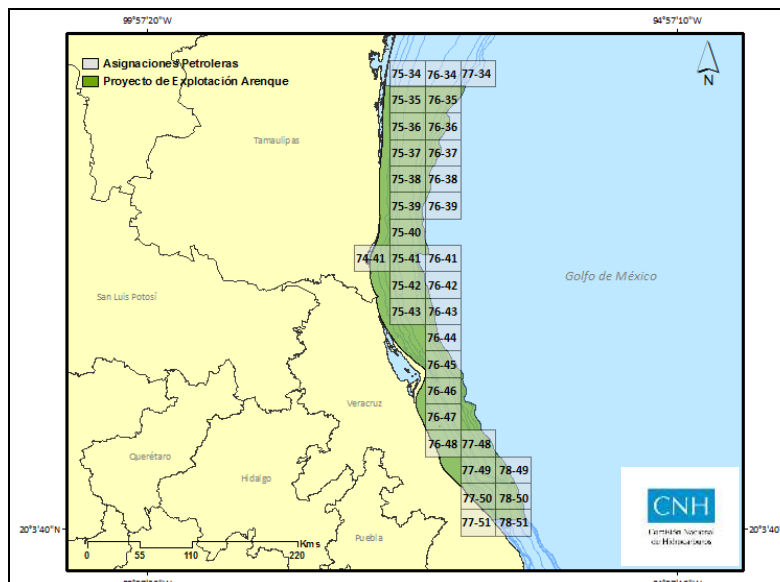 99°57'20"W 94°57'10"W
Asignaciones Petroleras
Proyecto de Explotación Arenque
N
75-34 76-34 77-34
75-35 76-35
75-36 76-36
Tamaulipas
75-37 76-37
75-38 76-38
75-39 76-39
75-40
74-41 75-41 76-41
Golfo de México
75-42 76-42
San Luis Potosí
75-43 76-43
76-44
76-45
76-46
Veracruz
76-47
76-48 77-48
Querétaro
77-49 78-49
Hidalgo
77-50 78-50
CNH
20°3'40"N
77-51 78-51
20°3'40"N
Comisión Nacional
de Hidrocarburos
Puebla
Kms
0 55 110 220